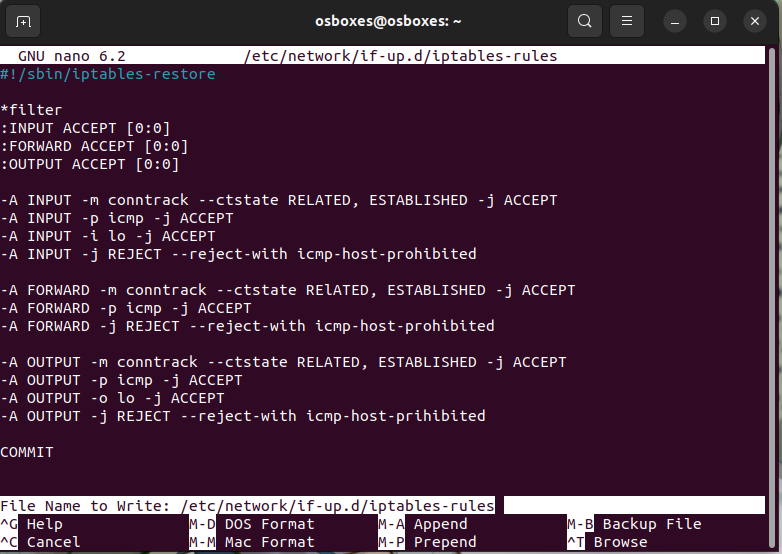 osboxes@osboxes: ~
GNU nano 6.2 /etc/network/if-up.d/iptables-rules
#!/sbin/iptables-restore
*filter
:INPUT ACCEPT [0:0]
:FORWARD ACCEPT [0:0]
:OUTPUT ACCEPT [0:0]
-A INPUT -m conntrack --ctstate RELATED, ESTABLISHED -j ACCEPT
-A INPUT -p icmp -j ACCEPT
-A INPUT -i lo -j ACCEPT
-A INPUT -j REJECT --reject-with icmp-host-prohibited
-A FORWARD -m conntrack --ctstate RElATED, ESTABLISHED -j ACCEPT
-A FORWARD -p icmp -j ACCEPT
-A FORWARD -j REJECT --reject-with icmp-host-prohibited
-A OUTPUT -m conntrack --ctstate RELATED, ESTABLISHED -j ACCEPT
-A OUTPUT -p icmp -j ACCEPT
-A OUTPUT -o lo -j ACCEPT
-A OUTPUT -j REJECT --reject-with icmp-host-prihibited
COMMIT
File Name to Write: /etc/network/if-up.d/iptables-rules
^G Help M-D DOS Format M-A Append M-B Backup File
^C Cancel M-M Mac Format M-P Prepend ^T Browse